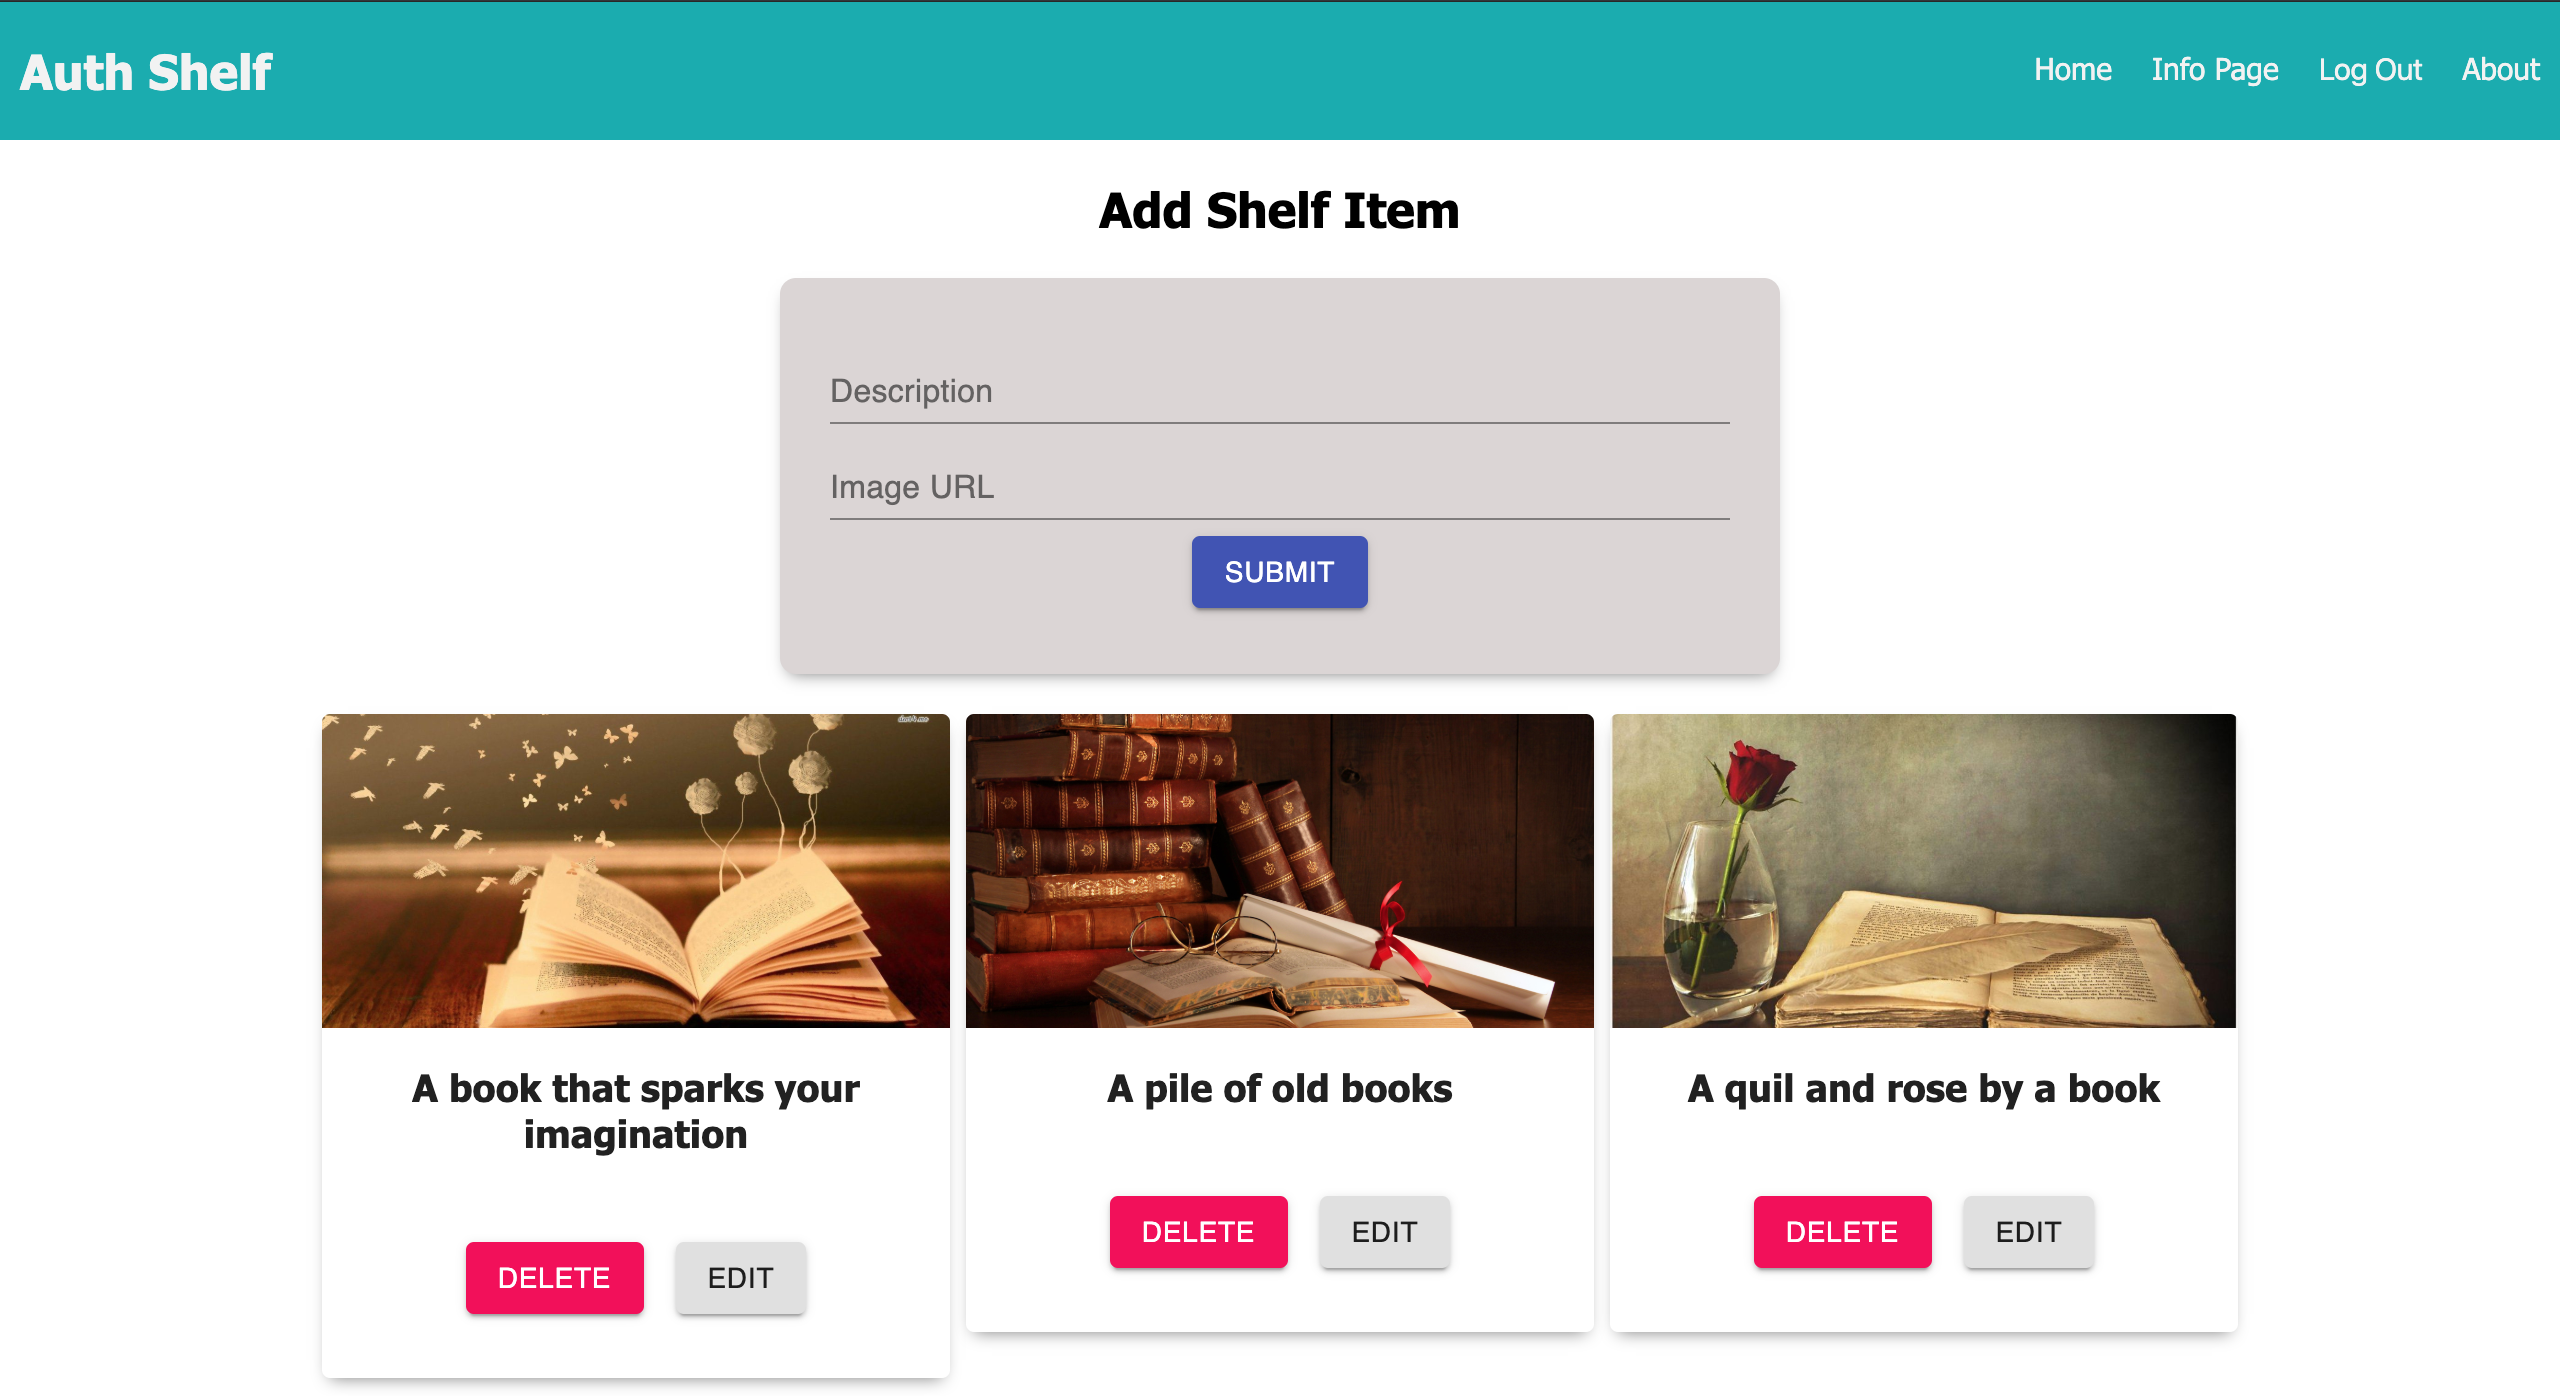 Auth Shelf
Home Info Page Log Out About
Add Shelf Item
Description
Image URL
SUBMIT
A book that sparks your
imagination
DELETE EDIT
A pile of old books
DELETE EDIT
A quil and rose by a book
DELETE EDIT